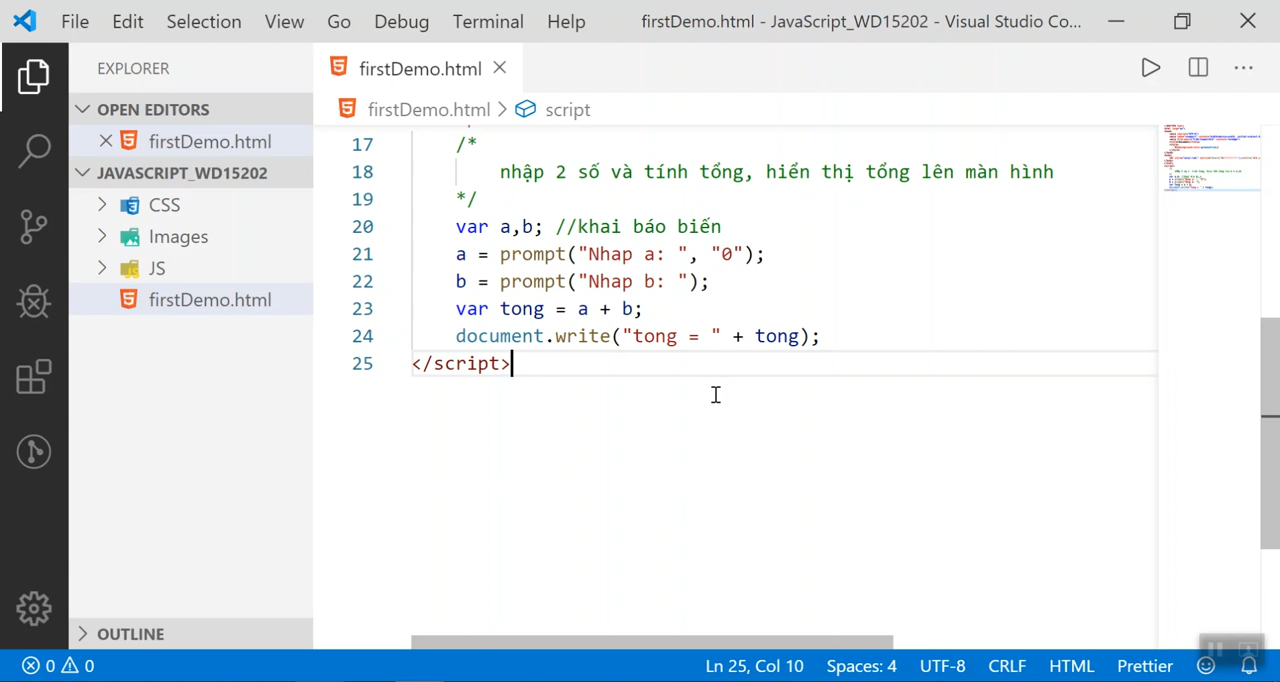 File Edit Selection View Go Debug Terminal Help firstDemo.html - JavaScript_WD15202 - Visual Studio Co...
EXPLORER
OPEN EDITORS
firstDemo.html
JAVASCRIPT_WD15202
CSS
Images
JS
firstDemo.html
OUTLINE
firstDemo.html
firstDemo.html > script
17 /*
18 nhập 2 số và tính tổng, hiển thị tổng lên màn hình
19 */
20 var a,b; //khai báo biến
21 a = prompt("Nhap a: ", "0");
22 b = prompt("Nhap b: ");
23 var tong = a + b;
24 document.write("tong = " + tong);
25 </script>
0 0 Ln 25, Col 10 Spaces: 4 UTF-8 CRLF HTML Prettier